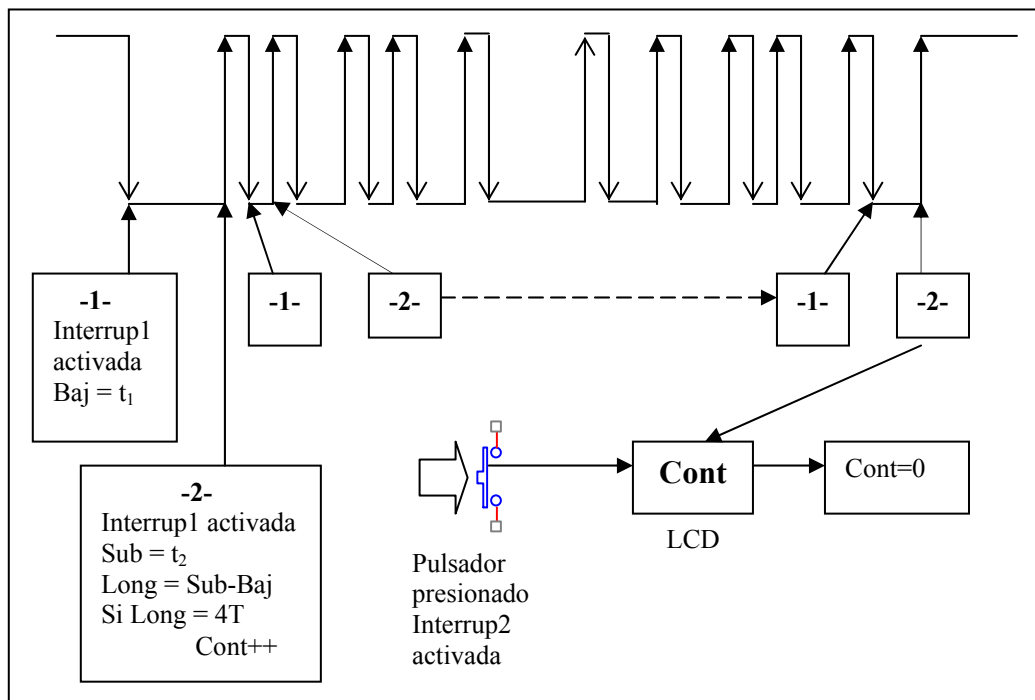 -1-
Interrup1
activada
Baj = t1
-1-
-2-
-1-
-2-
-2-
Interrup1 activada
Sub = t2
Long = Sub-Baj
Si Long = 4T
Cont++
Pulsador
presionado
Interrup2
activada
Cont
LCD
Cont=0